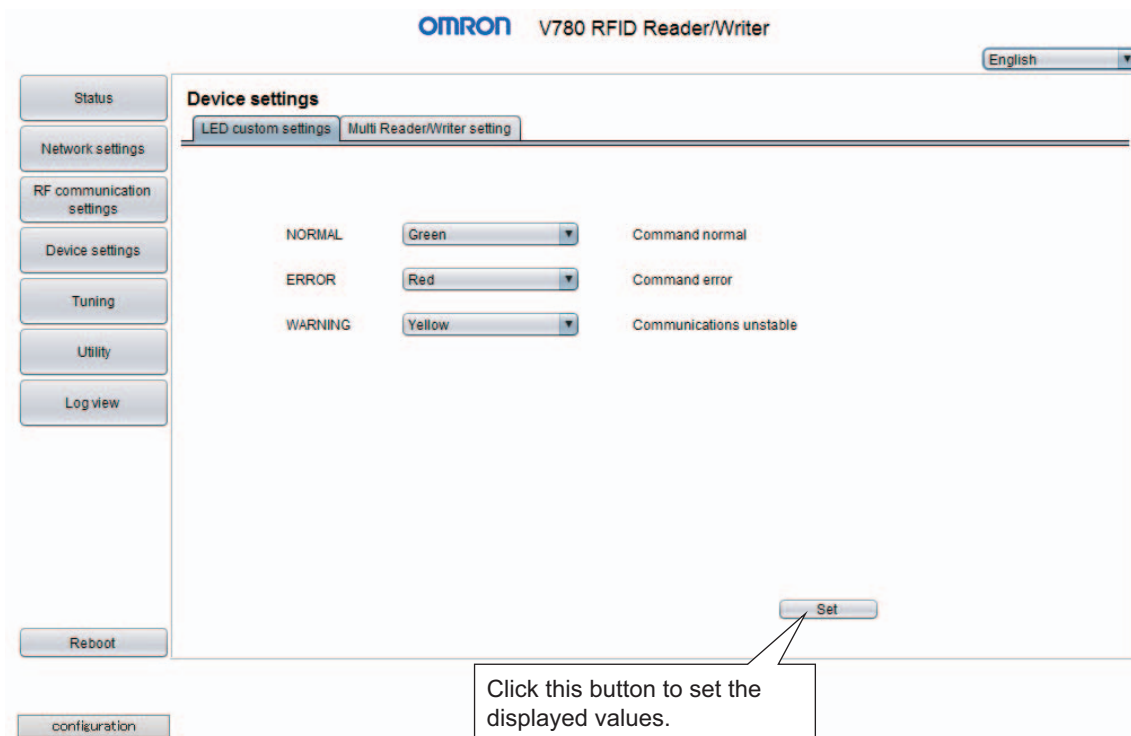 OMRON V780 RFID Reader/Writer
English
Status
Network settings
RF communication
settings
Device settings
Tuning
Utility
Log view
Reboot
configuration
Device settings
LED custom settings Multi Reader/Writer setting
NORMAL Green Command normal
ERROR Red Command error
WARNING Yellow Communications unstable
Set
Click this button to set the
displayed values.